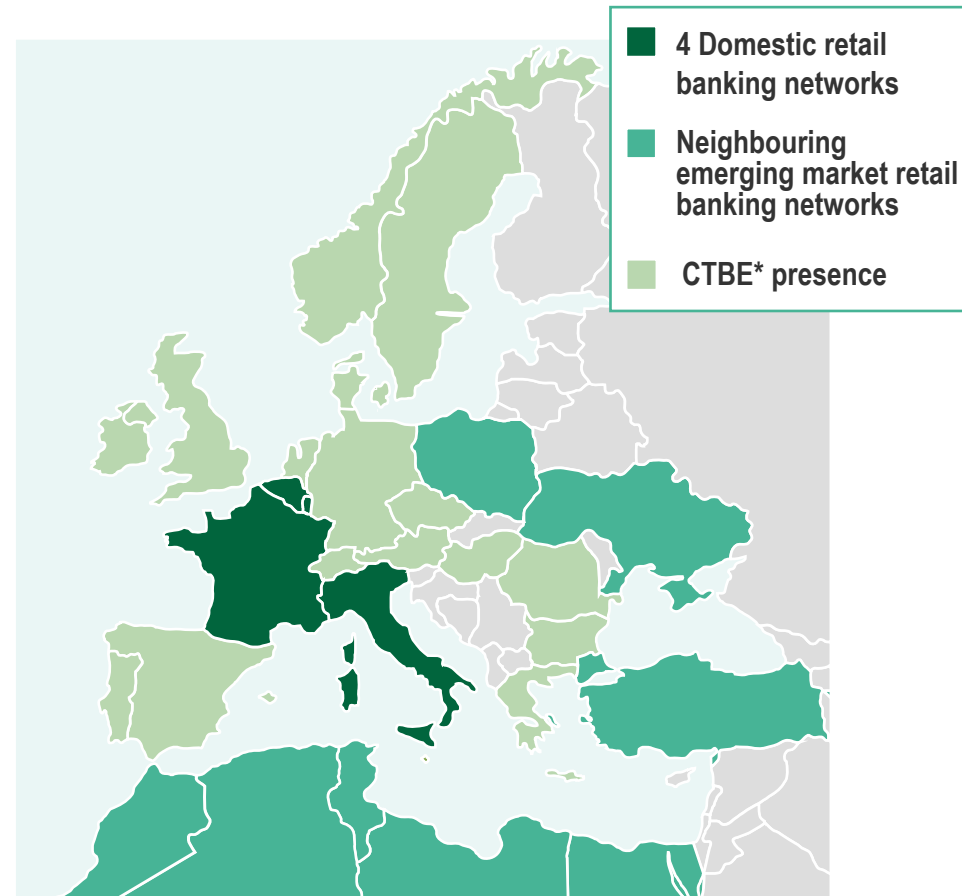 4 Domestic retail
banking networks
Neighbouring
emerging market retail
banking networks
CTBE* presence